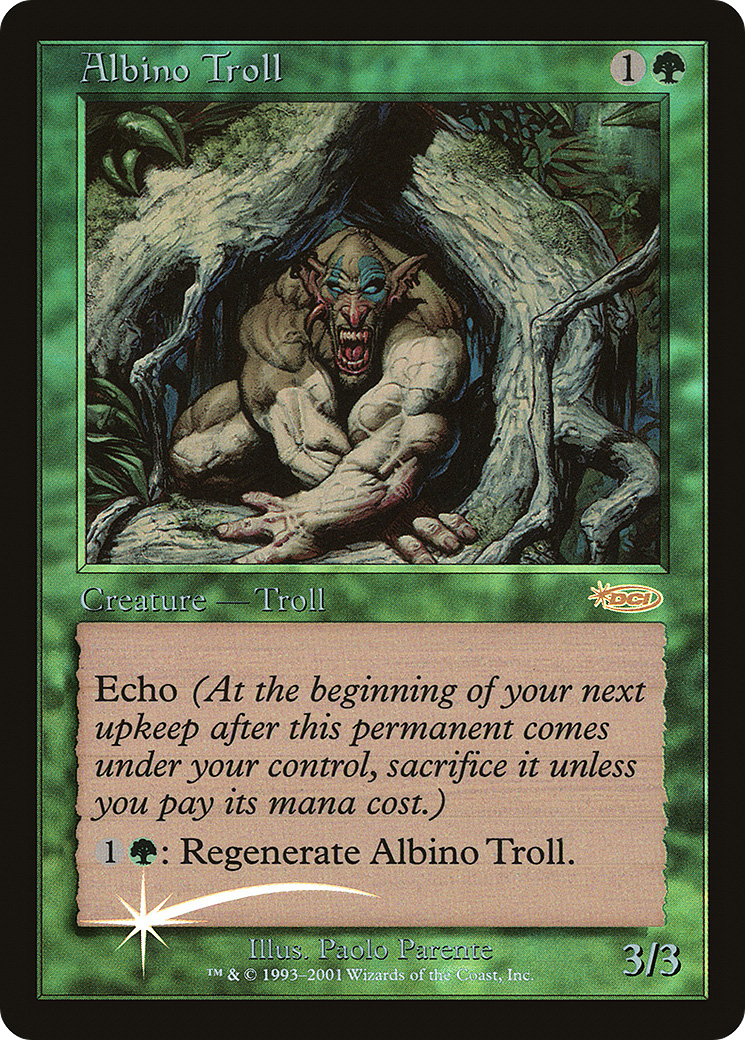 Albino Troll 1
Creature — Troll
DCI
Echo (At the beginning of your next
upkeep after this permanent comes
under your control, sacrifice it unless
you pay its mana cost.)
1 : Regenerate Albino Troll.
Illus. Paolo Parente
™ & © 1993–2001 Wizards of the Coast, Inc.
3/3